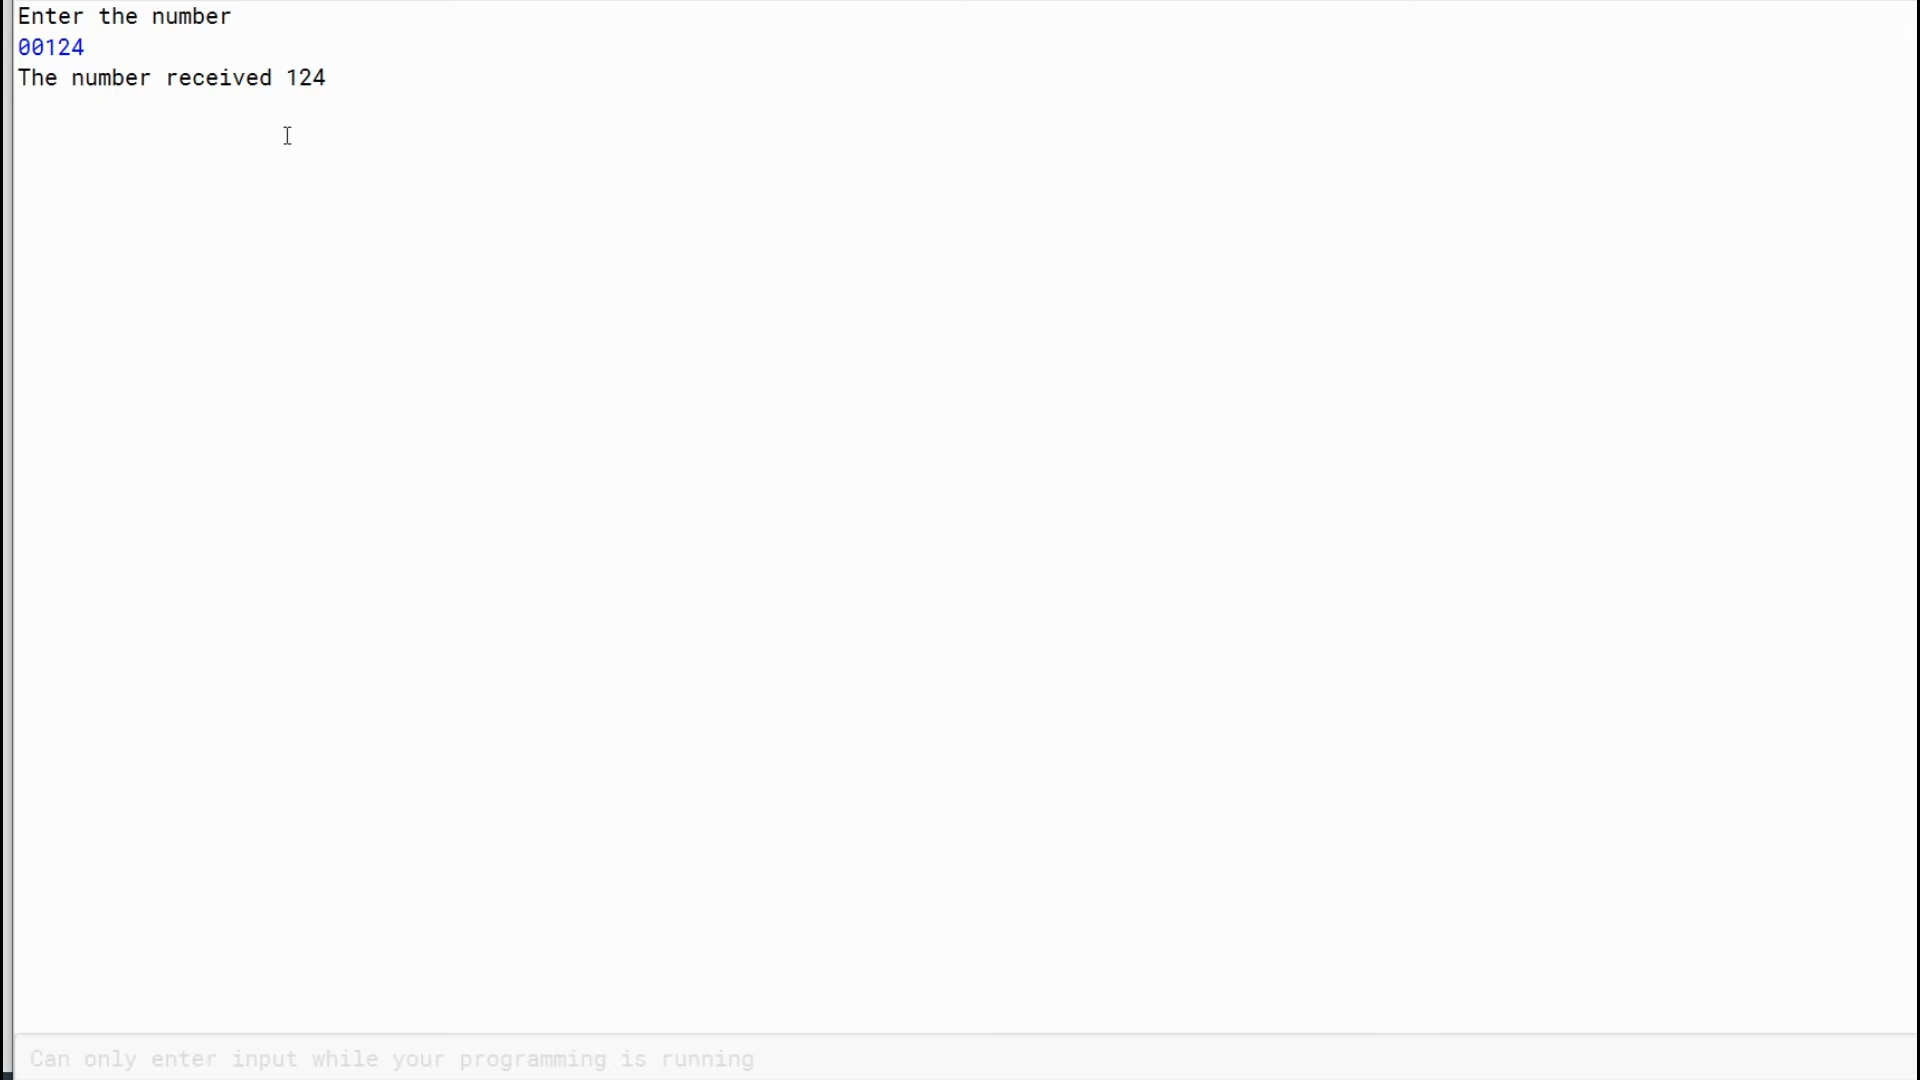 Enter the number
00124
The number received 124
Can only enter input while your programming is running